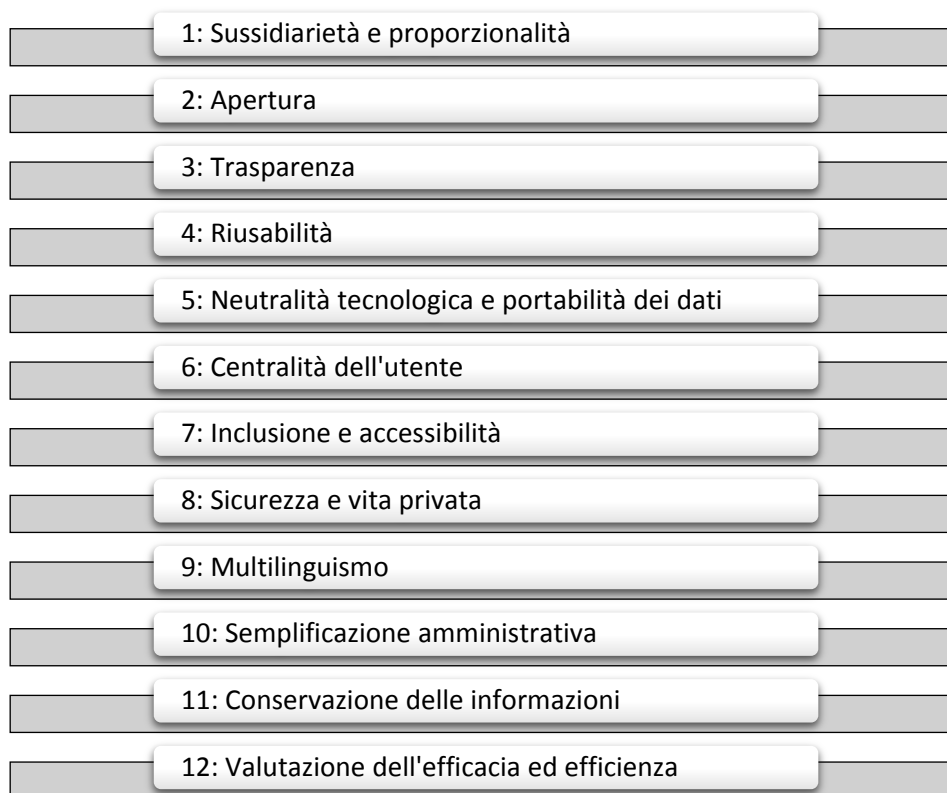 1: Sussidiarietà e proporzionalità
2: Apertura
3: Trasparenza
4: Riusabilità
5: Neutralità tecnologica e portabilità dei dati
6: Centralità dell'utente
7: Inclusione e accessibilità
8: Sicurezza e vita privata
9: Multilinguismo
10: Semplificazione amministrativa
11: Conservazione delle informazioni
12: Valutazione dell'efficacia ed efficienza